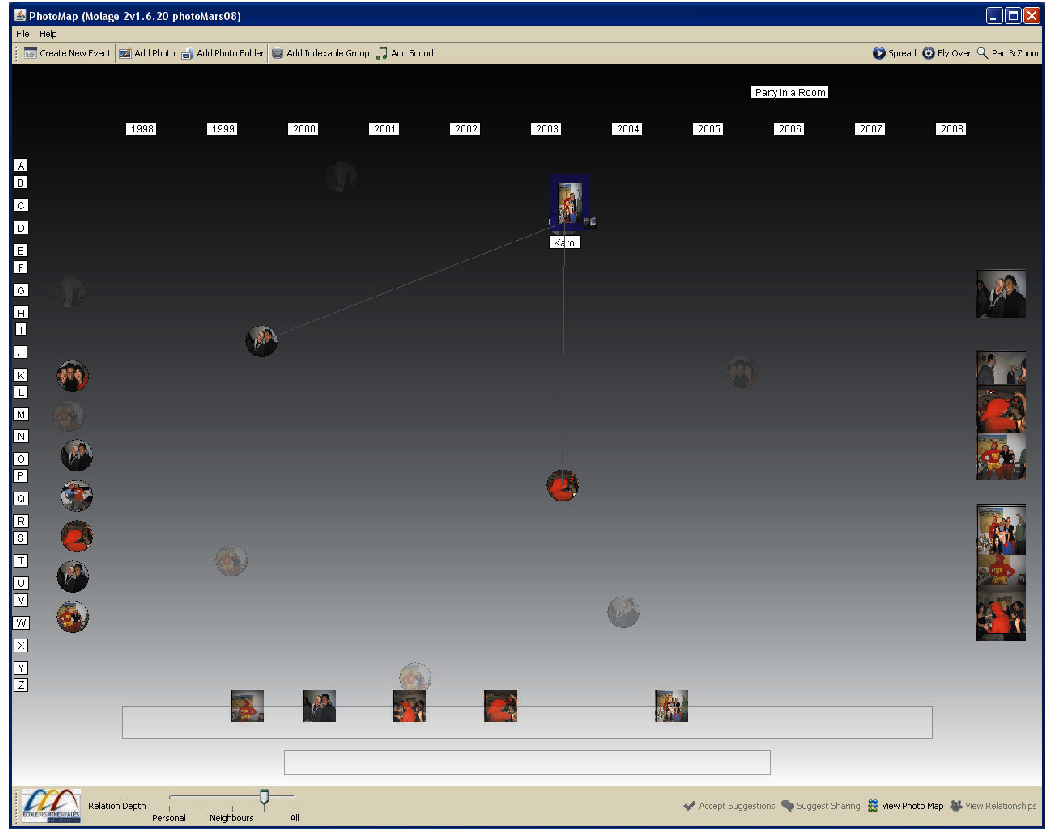 PhotoMap (Molage 2v1.6.20 photoMars08)
File Help
Create New Event Add Photo Add Photo Folder Add Indexable Group Add Sound Spread Fly Over Pan & Zoom
Party in a Room
1998 1999 2000 2001 2002 2003 2004 2005 2006 2007 2008
A
B
C
D
E
F
G
H
I
K
L
M
N
O
P
Q
R
S
T
U
V
W
X
Y
Z
Relation Depth
Personal Neighbours All
Accept Suggestions Suggest Sharing View Photo Map View Relationships